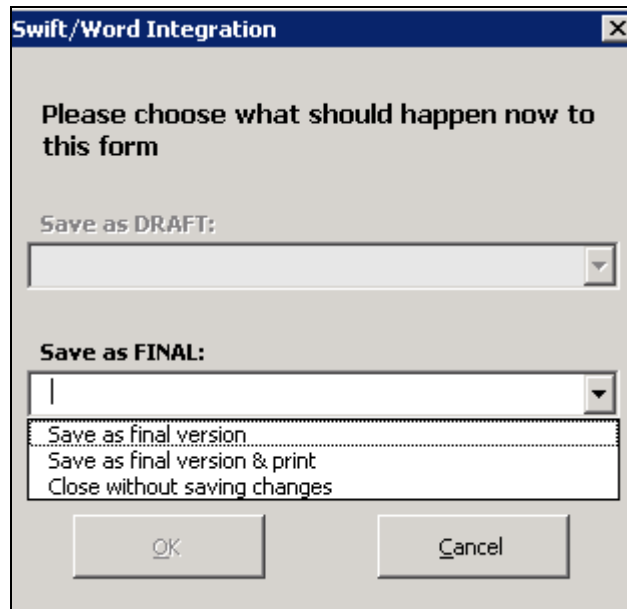 Swift/Word Integration
Please choose what should happen now to
this form
Save as DRAFT:
Save as FINAL:
Save as final version
Save as final version & print
Close without saving changes
OK
Cancel